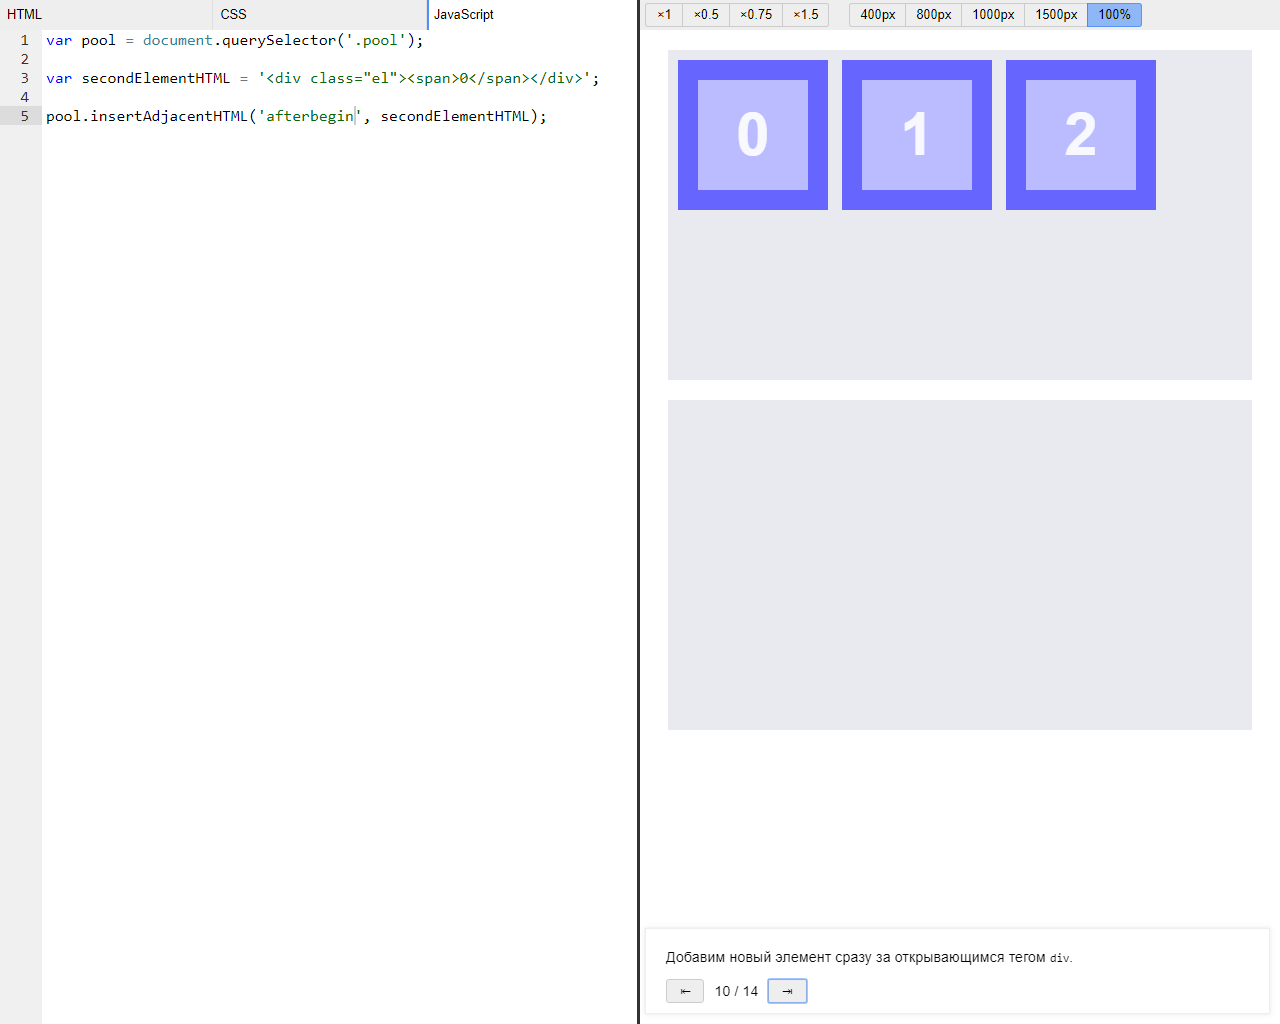 HTML CSS JavaScript
×1 ×0.5 ×0.75 ×1.5 400px 800px 1000px 1500px 100%
1 var pool = document.querySelector('.pool');
2
3 var secondElementHTML = '<div class="el"><span>0</span></div>';
4
5 pool.insertAdjacentHTML('afterbegin', secondElementHTML);
0 1 2
Добавим новый элемент сразу за открывающимся тегом div.
⇤ 10 / 14 ⇥